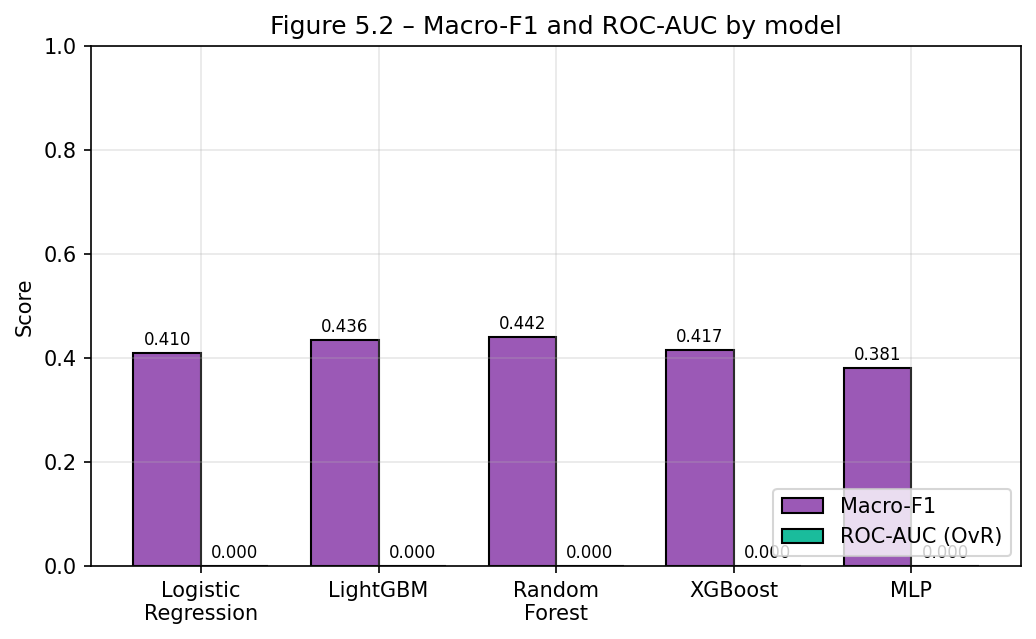 Figure 5.2 – Macro-F1 and ROC-AUC by model
1.0
0.8
0.6
0.4
0.2
0.0
Score
0.410
0.000
0.436
0.000
0.442
0.000
0.417
0.000
0.381
0.000
Macro-F1
ROC-AUC (OvR)
Logistic
Regression
LightGBM
Random
Forest
XGBoost
MLP